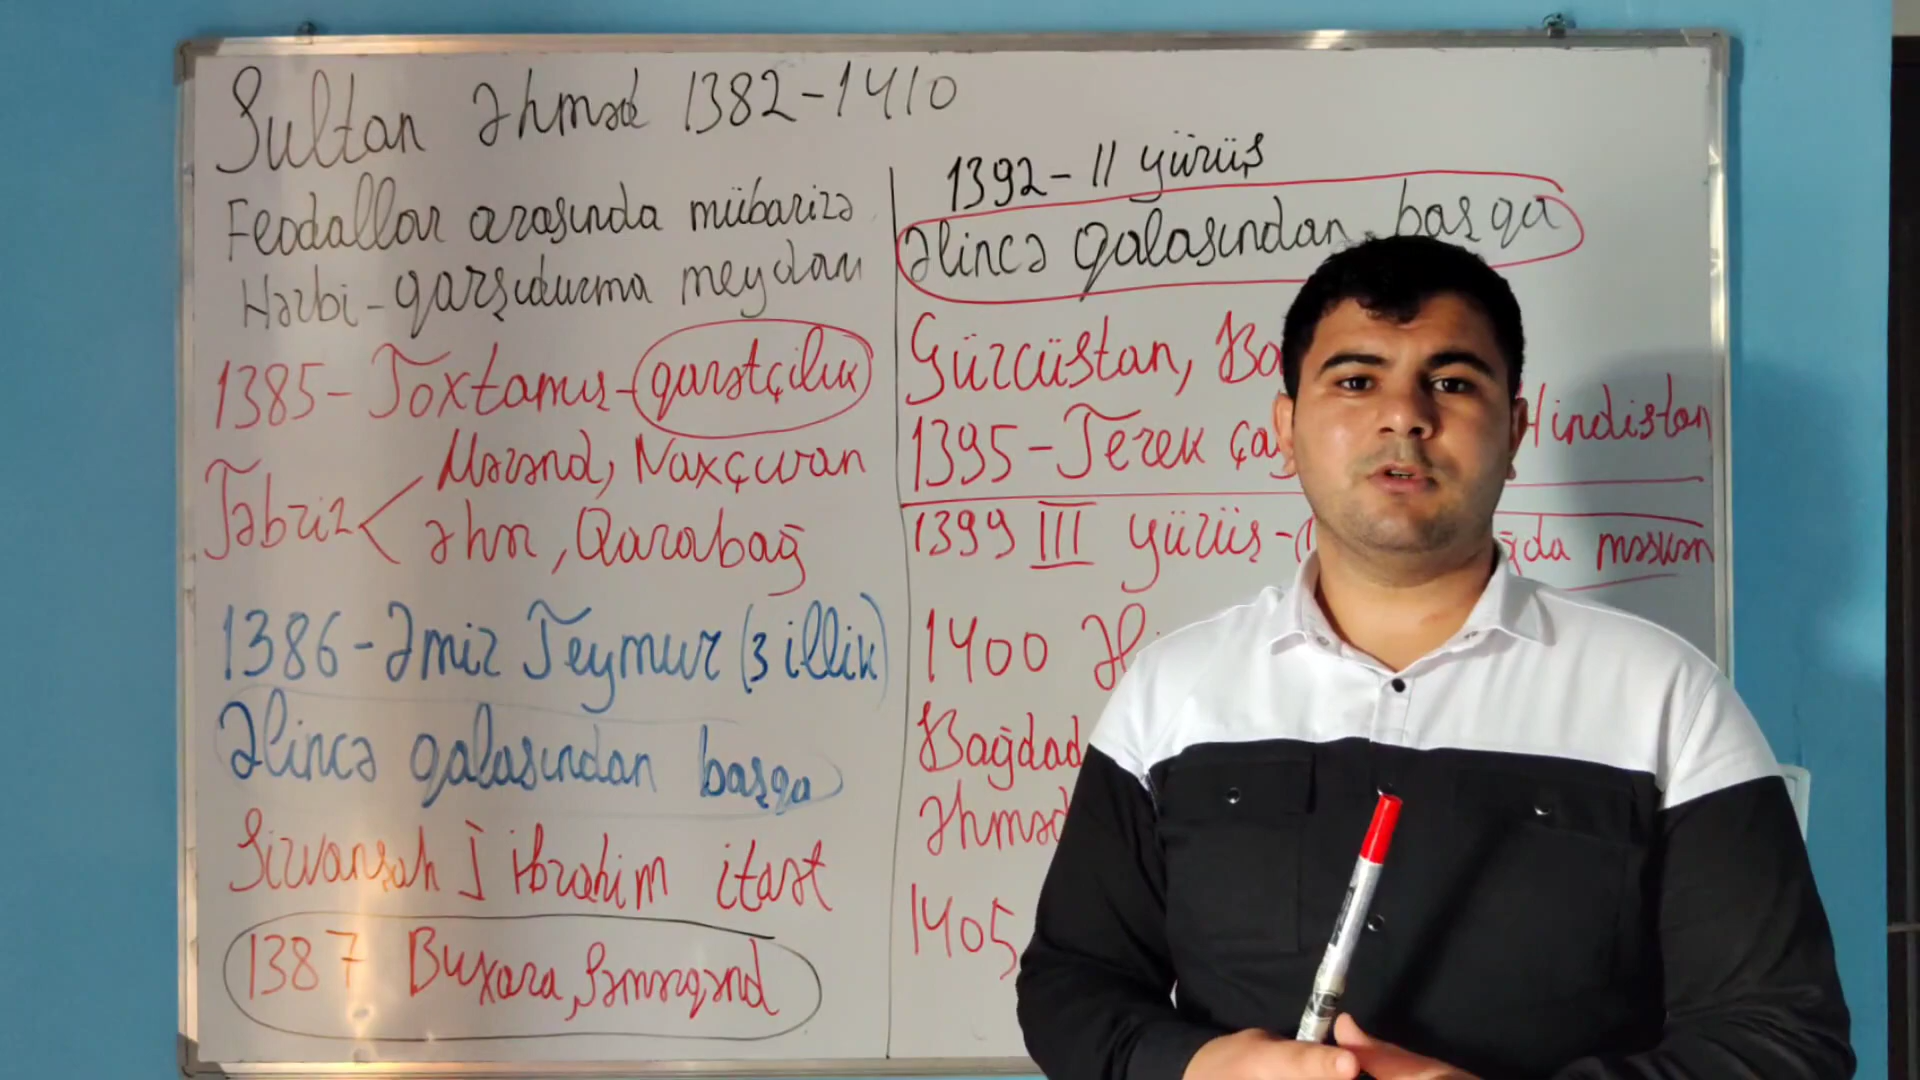 Sultan Əhməd 1382-1410
Feodallar arasında mübarizə
Hərbi-qarşıdurma meydanı
1385-Toxtamış-qarətçilik
Mərənd, Naxçıvan
Təbriz < Əhər, Qarabağ
1386-Əmir Teymur (3 illik)
Əlincə qalasından başqa
Şirvanşah I İbrahim itaət
1387 Buxara, Səmərqənd
1392-II yürüş
Əlincə qalasından başqa
Gürcüstan,
1395-Terek Hindistan
1399 III yürüş- məskən
1400
Bağdad
Əhməd
1405